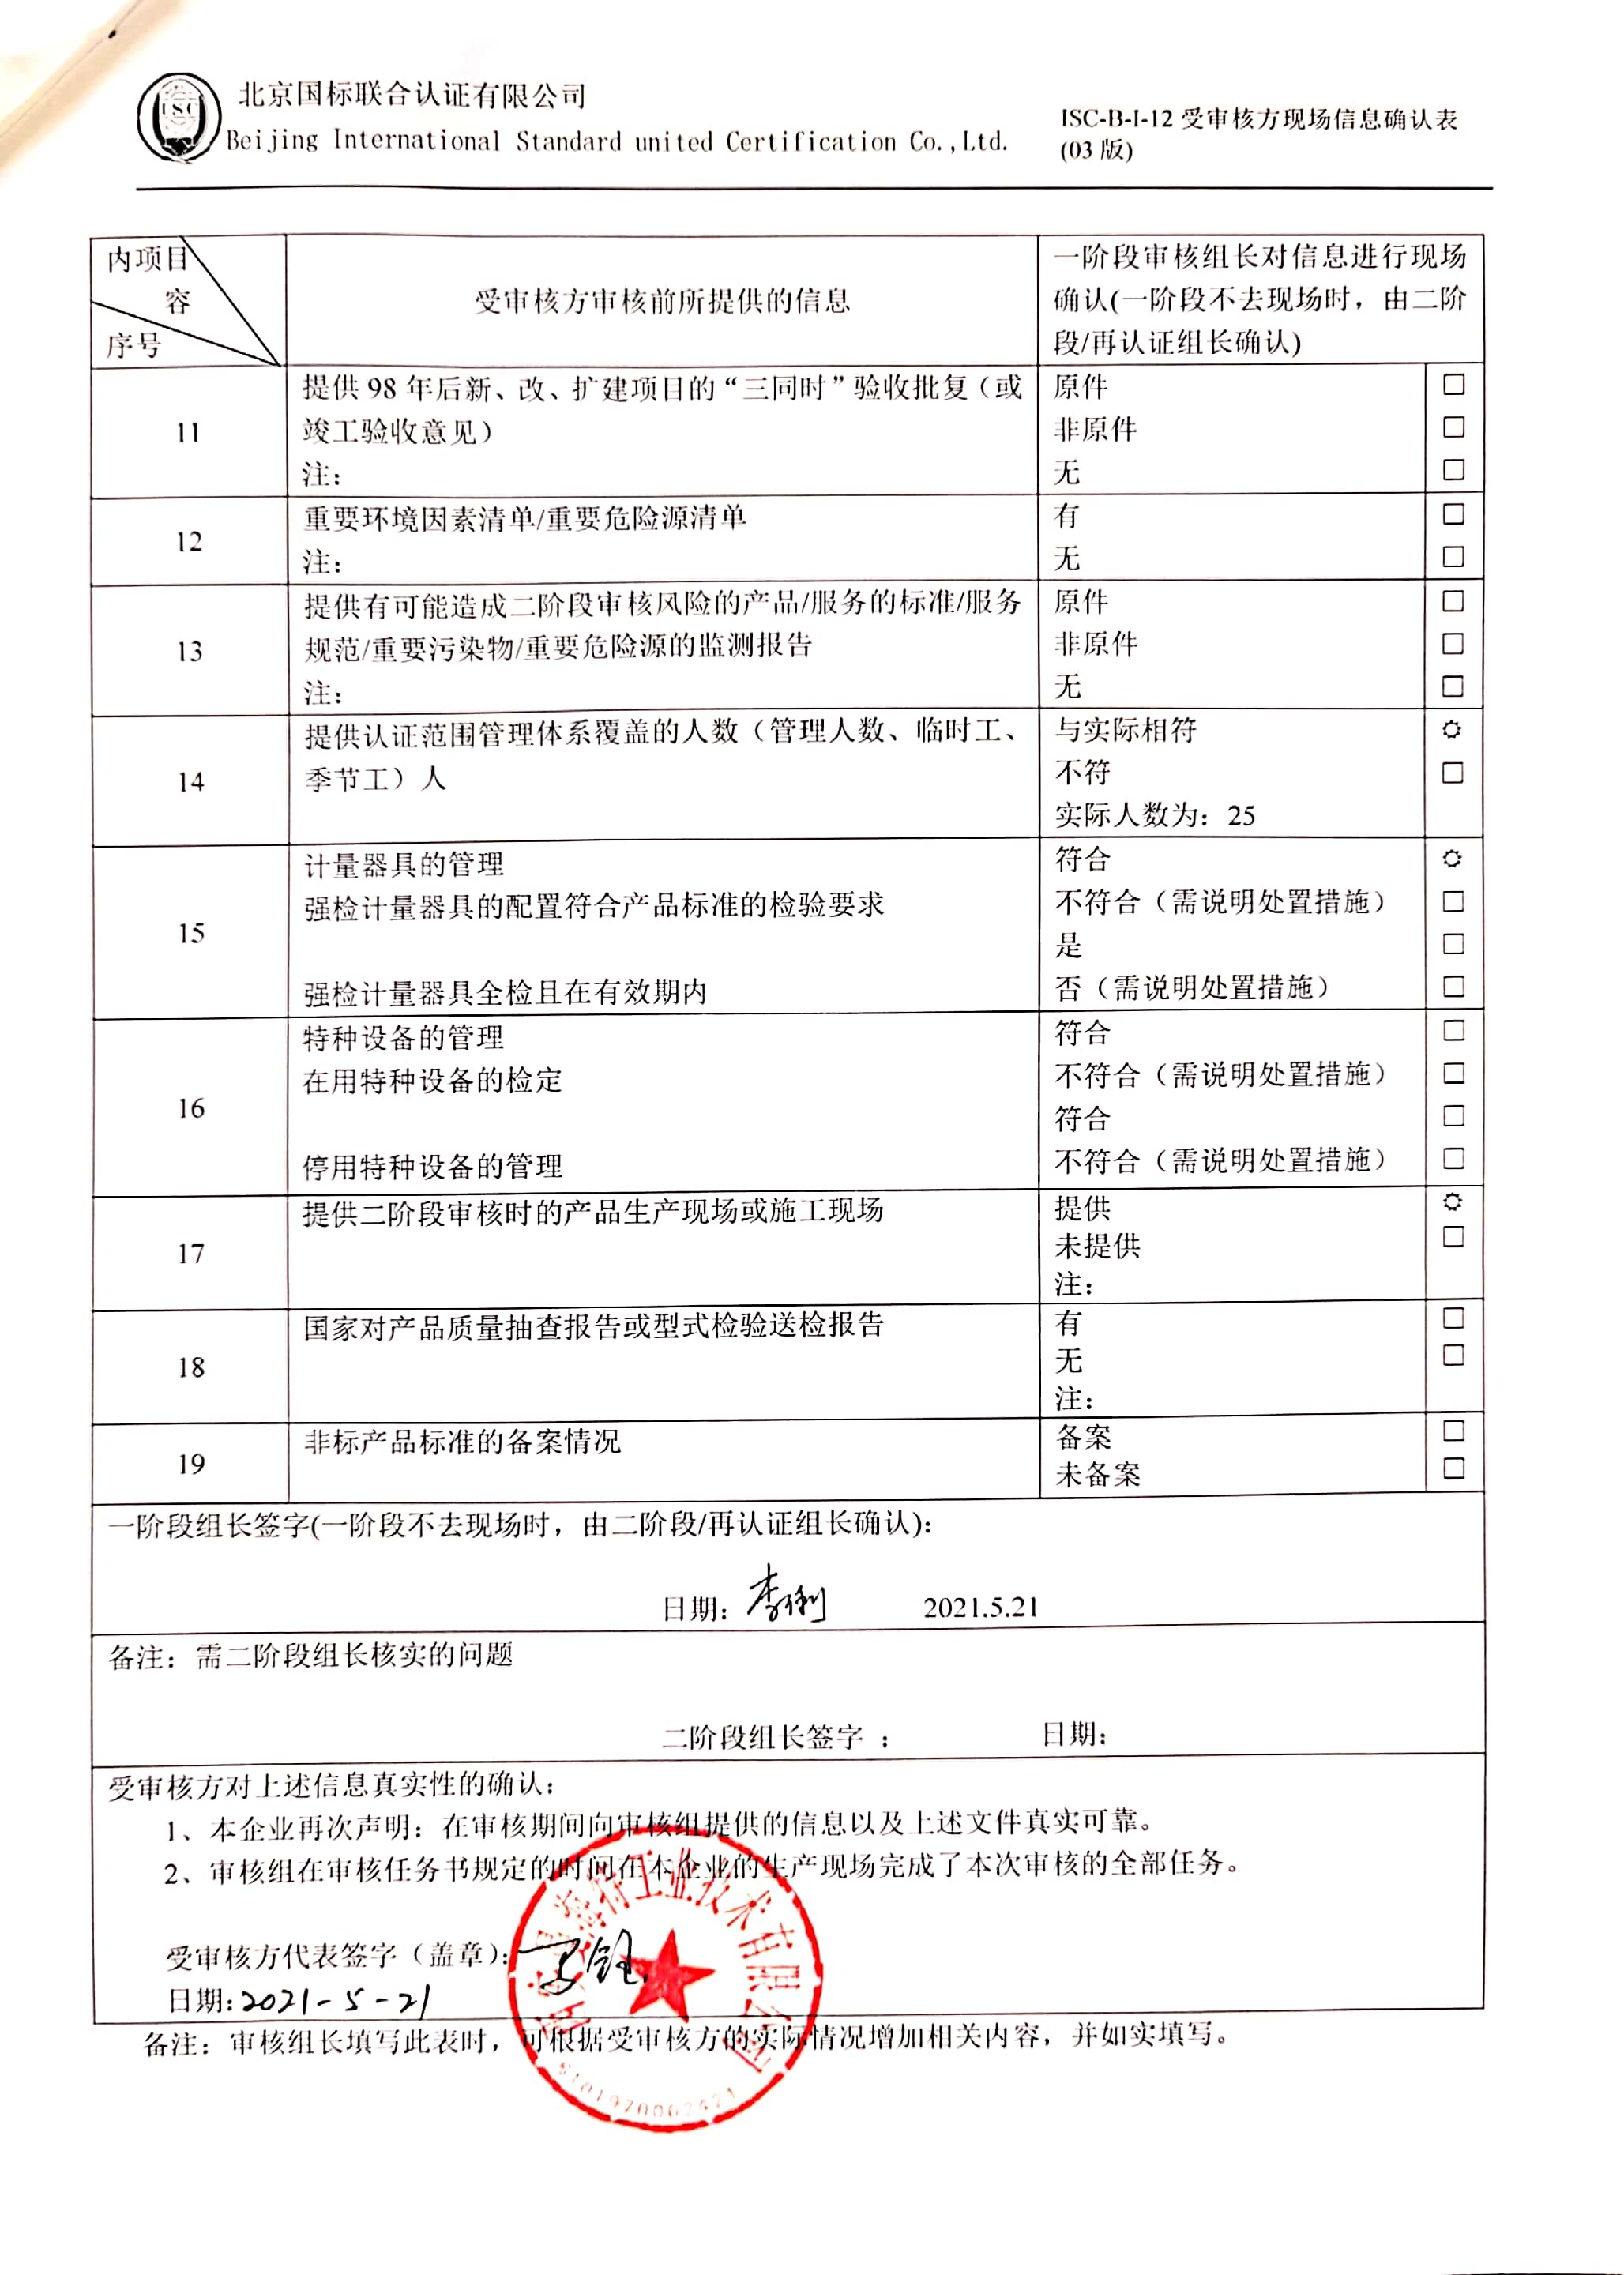 ISC
北京国标联合认证有限公司
Beijing International Standard united Certification Co.,Ltd.
ISC-B-I-12 受审核方现场信息确认表
(03 版)
内项目
容
序号
受审核方审核前所提供的信息
一阶段审核组长对信息进行现场
确认(一阶段不去现场时，由二阶
段/再认证组长确认)
11
提供 98 年后新、改、扩建项目的“三同时”验收批复（或
竣工验收意见）
注：
原件 □
非原件 □
无 □
12
重要环境因素清单/重要危险源清单
注：
有 □
无 □
13
提供有可能造成二阶段审核风险的产品/服务的标准/服务
规范/重要污染物/重要危险源的监测报告
注：
原件 □
非原件 □
无 □
14
提供认证范围管理体系覆盖的人数（管理人数、临时工、
季节工）人
与实际相符
不符 □
实际人数为：25
15
计量器具的管理
强检计量器具的配置符合产品标准的检验要求
强检计量器具全检且在有效期内
符合
不符合（需说明处置措施） □
是 □
否（需说明处置措施） □
16
特种设备的管理
在用特种设备的检定
停用特种设备的管理
符合 □
不符合（需说明处置措施） □
符合 □
不符合（需说明处置措施） □
17
提供二阶段审核时的产品生产现场或施工现场
提供
未提供 □
注：
18
国家对产品质量抽查报告或型式检验送检报告
有 □
无 □
注：
19
非标产品标准的备案情况
备案 □
未备案 □
一阶段组长签字(一阶段不去现场时，由二阶段/再认证组长确认)：
日期： 2021.5.21
备注：需二阶段组长核实的问题
二阶段组长签字 ： 日期：
受审核方对上述信息真实性的确认：
1、本企业再次声明：在审核期间向审核组提供的信息以及上述文件真实可靠。
2、审核组在审核任务书规定的时间在本企业的生产现场完成了本次审核的全部任务。
受审核方代表签字（盖章）：
日期:2021-5-21
备注：审核组长填写此表时，可根据受审核方的实际情况增加相关内容，并如实填写。
特工业技术有限公司